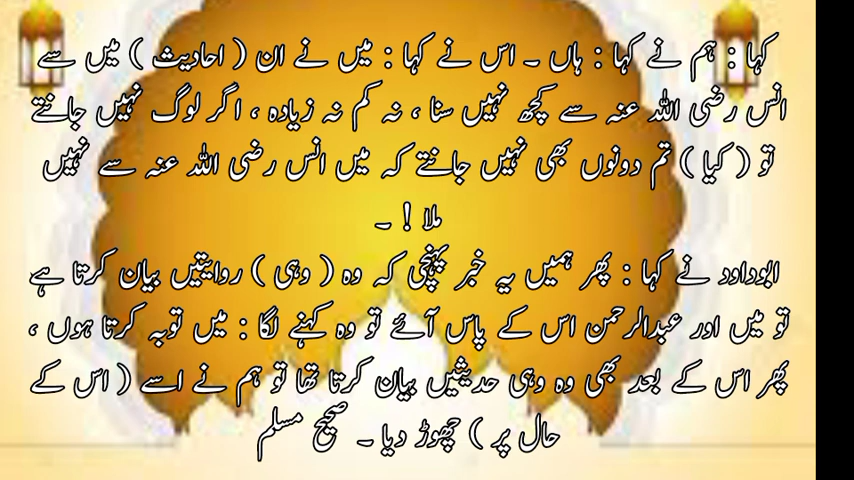 کہا : ہم نے کہا : ہاں ۔ اس نے کہا : میں نے ان ( احادیث ) میں سے
انس رضی اللہ عنہ سے کچھ نہیں سنا ، نہ کم نہ زیادہ ، اگر لوگ نہیں جانتے
تو ( کیا ) تم دونوں بھی نہیں جانتے کہ میں انس رضی اللہ عنہ سے نہیں
ملا ! ۔
ابوداود نے کہا : پھر ہمیں یہ خبر پہنچی کہ وہ ( وہی ) روایتیں بیان کرتا ہے
تو میں اور عبدالرحمن اس کے پاس آئے تو وہ کہنے لگا : میں توبہ کرتا ہوں ،
پھر اس کے بعد بھی وہ وہی حدیثیں بیان کرتا تھا تو ہم نے اسے ( اس کے
حال پر ) چھوڑ دیا ۔ صحیح مسلم